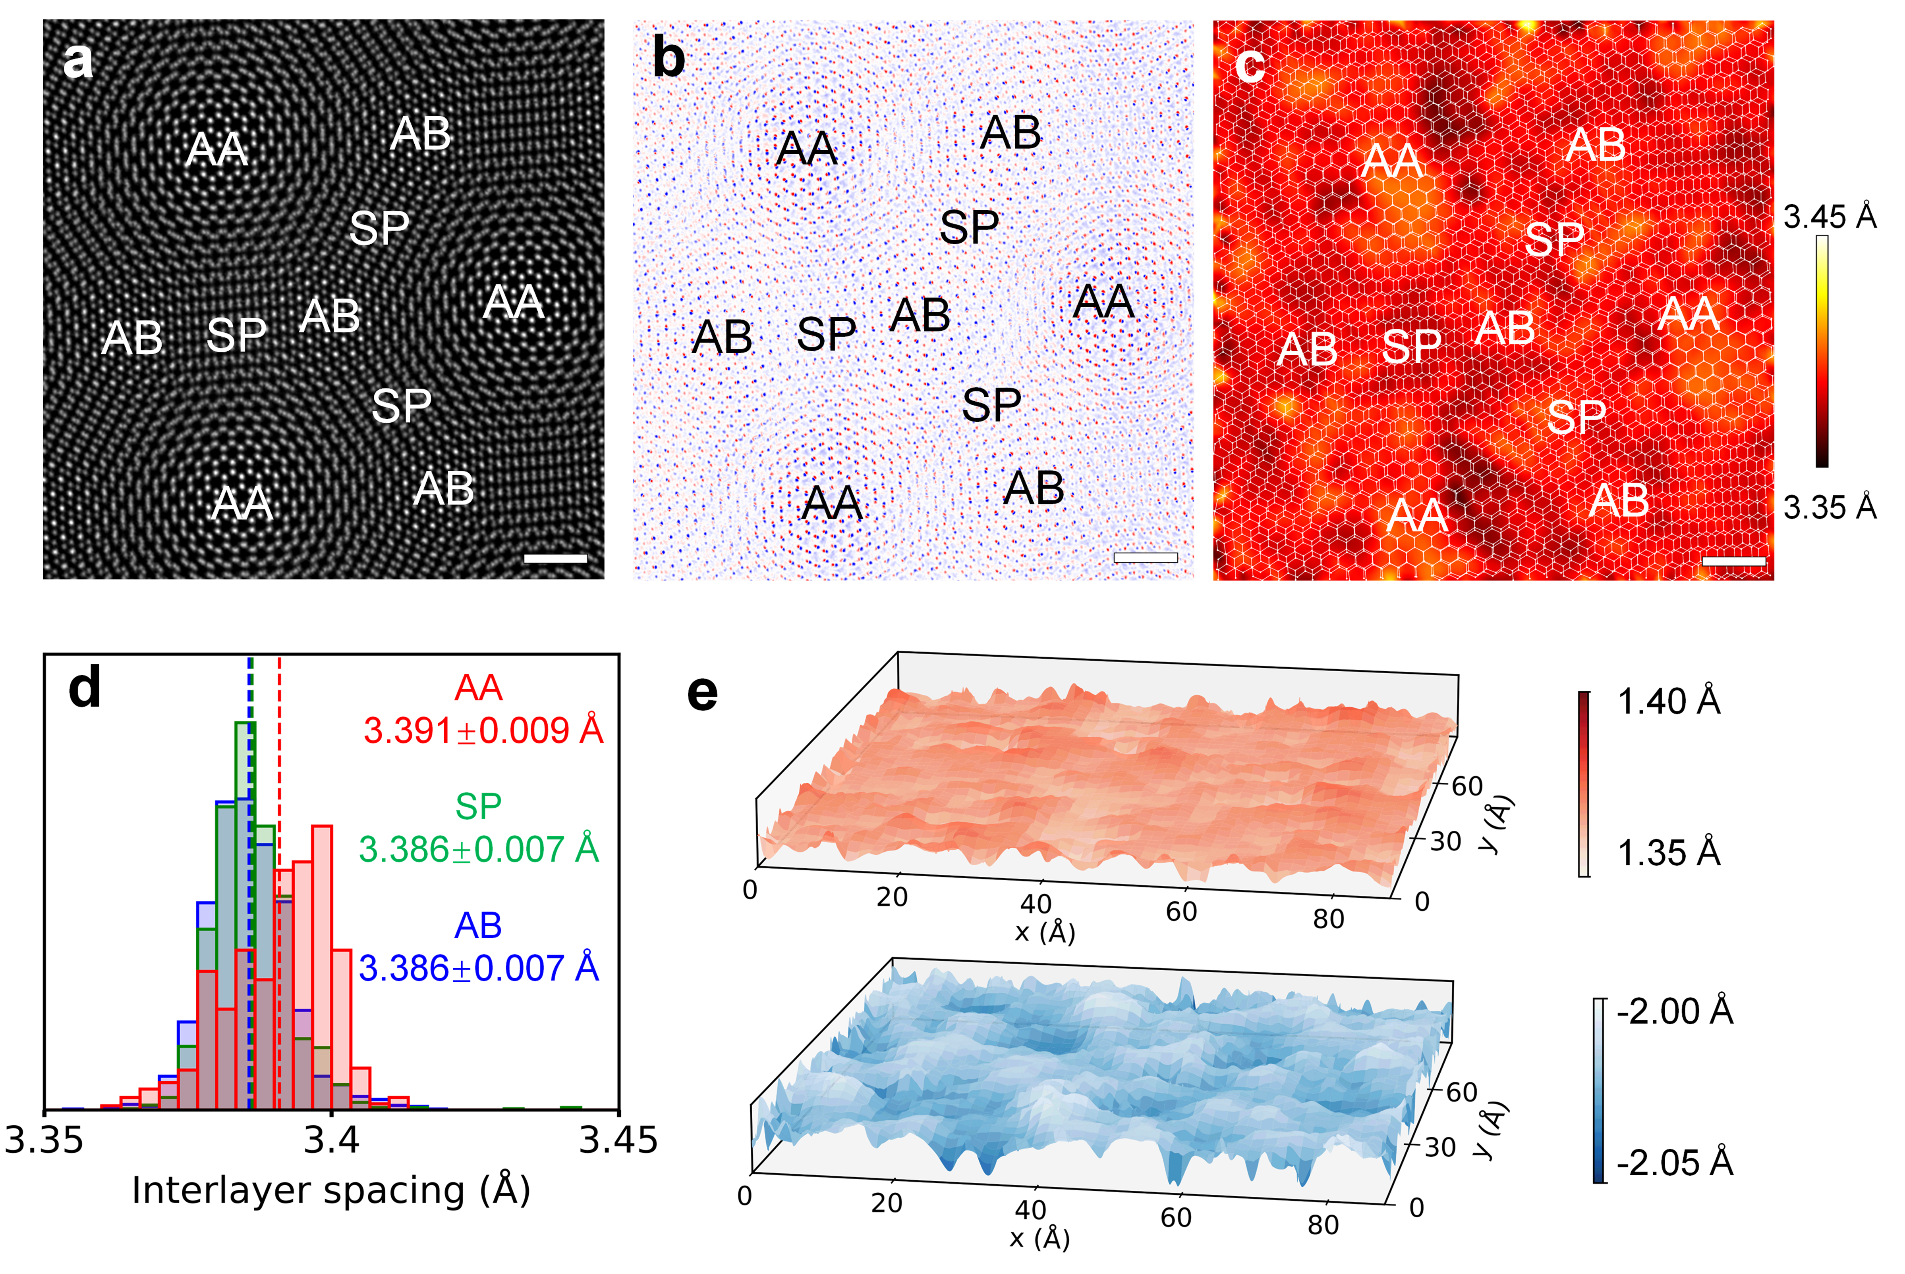 a
AA
AB
SP
AA
AB
SP
AB
SP
AA
AB
b
AA
AB
SP
AA
AB
SP
AB
SP
AA
AB
c
AA
AB
SP
AA
AB
SP
AB
SP
AA
AB
3.45 Å
3.35 Å
d
AA
3.391±0.009 Å
SP
3.386±0.007 Å
AB
3.386±0.007 Å
3.35 3.4 3.45
Interlayer spacing (Å)
e
0 20 40 60 80
x (Å)
0 30 60
y (Å)
1.40 Å
1.35 Å
0 20 40 60 80
x (Å)
0 30 60
y (Å)
-2.00 Å
-2.05 Å